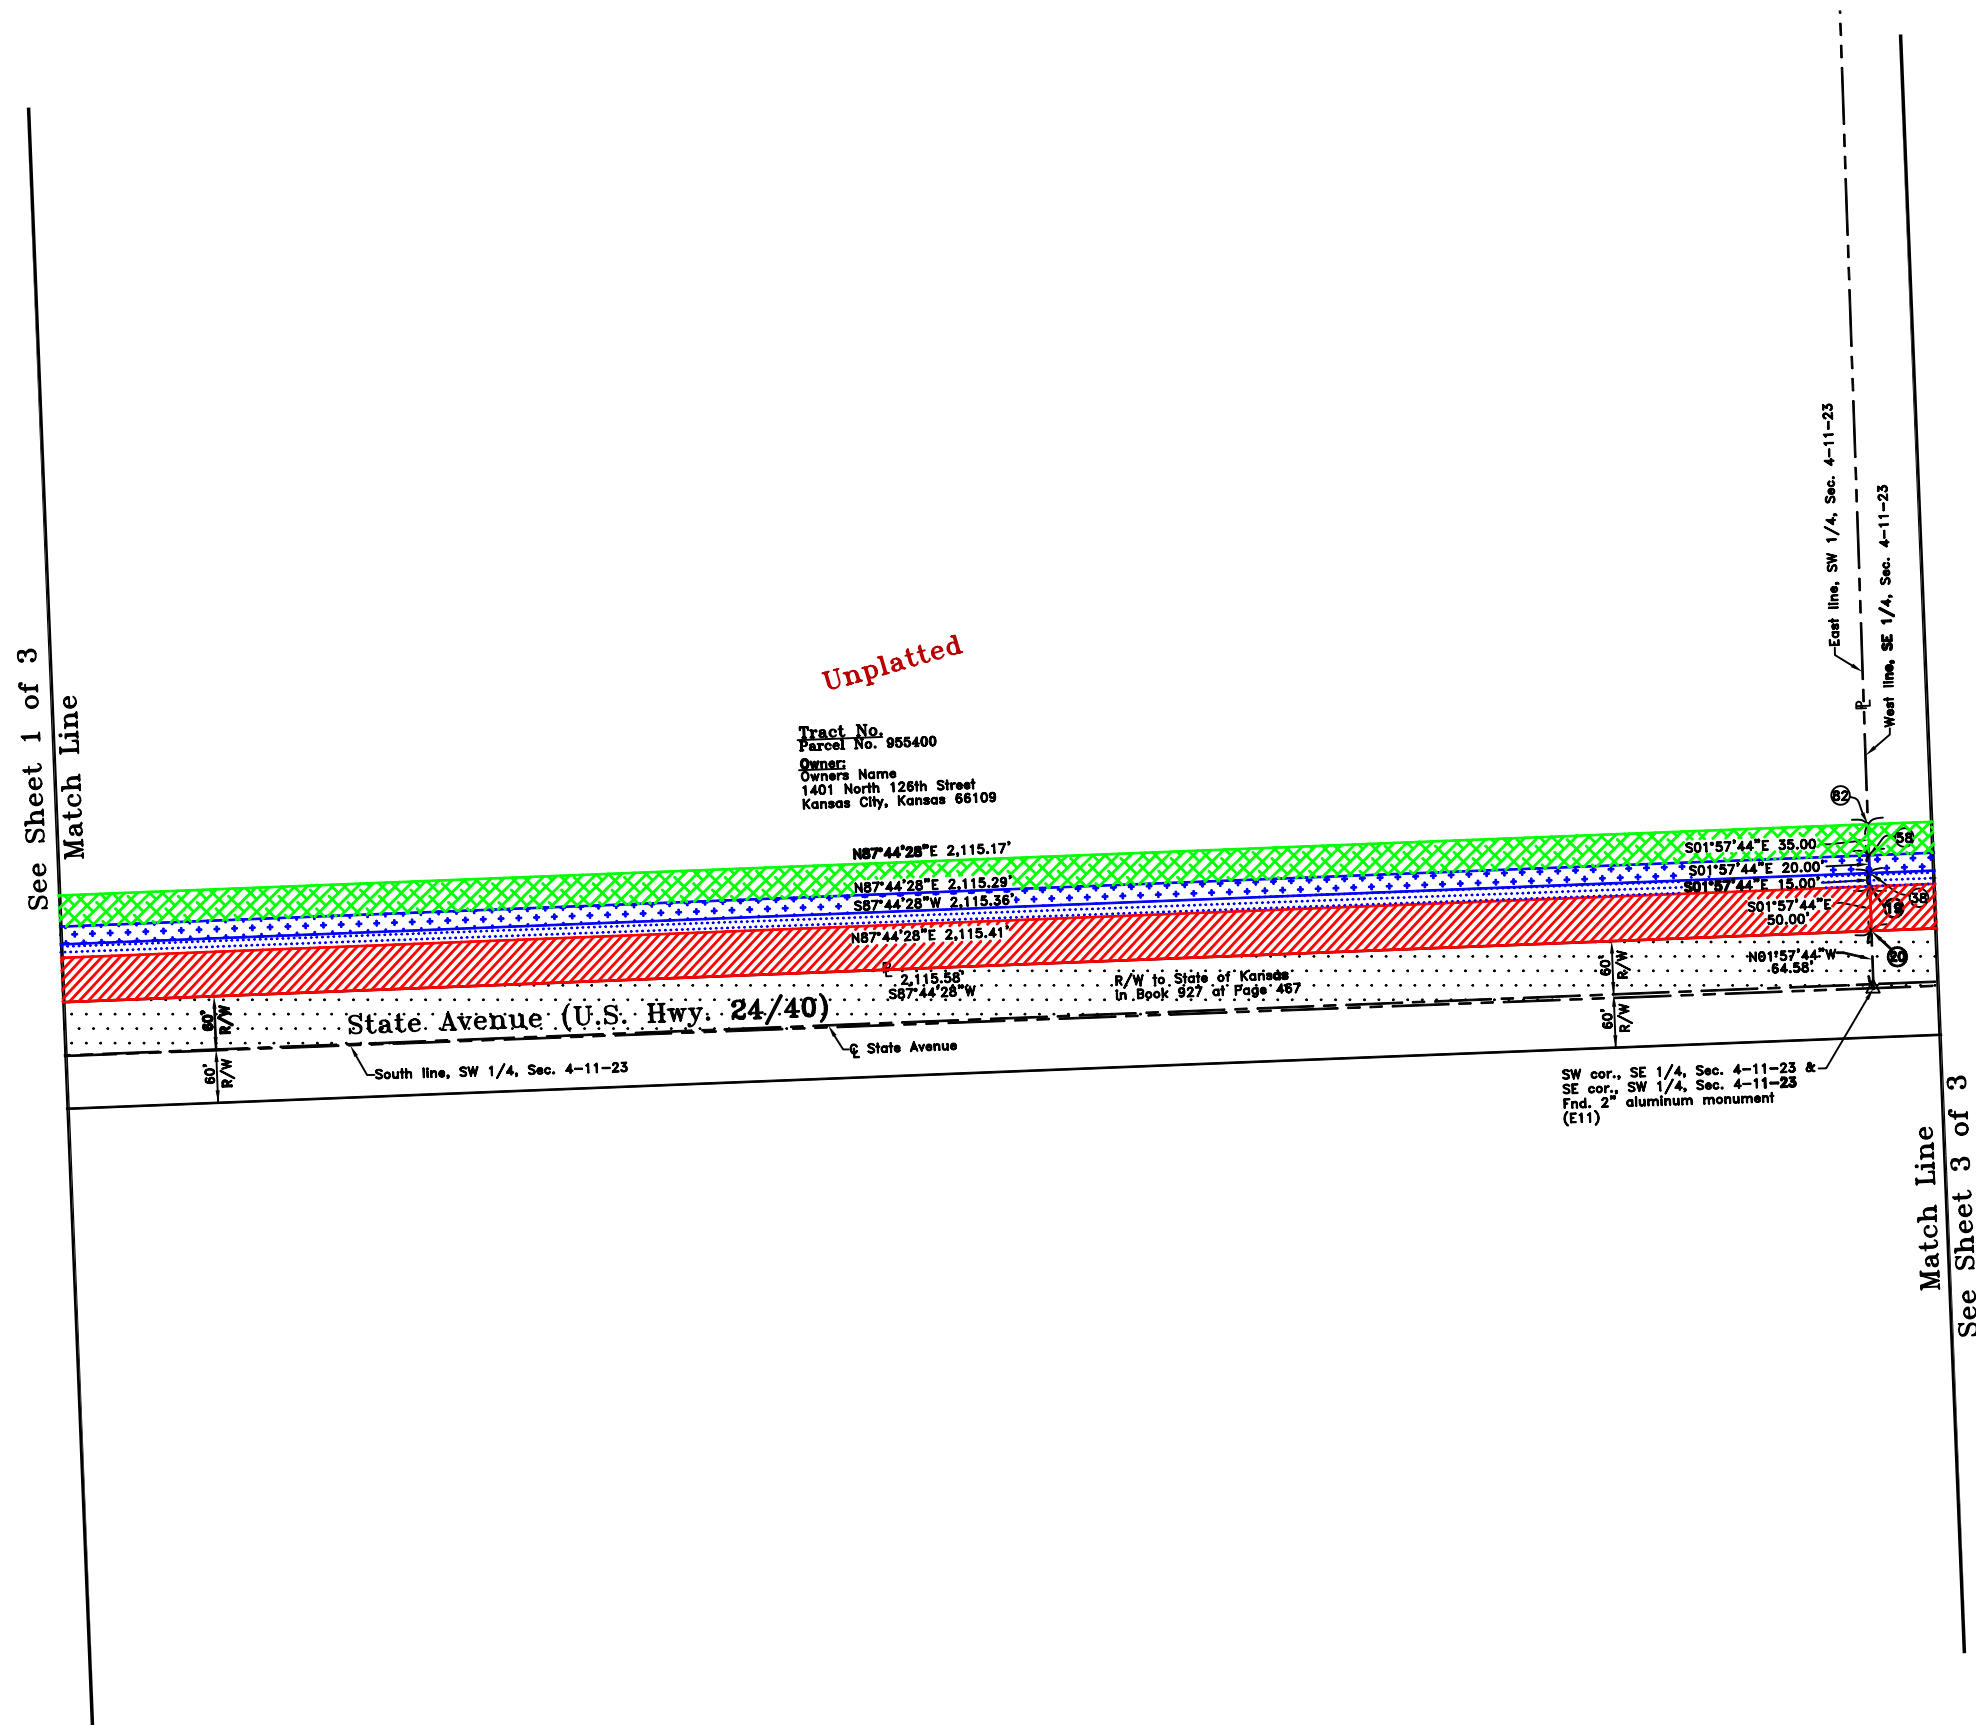 See Sheet 1 of 3
Match Line
Unplatted
Tract No.
Parcel No. 955400
Owner:
Owners Name
1401 North 126th Street
Kansas City, Kansas 66109
East line, SW 1/4, Sec. 4-11-23
West line, SE 1/4, Sec. 4-11-23
PL
82
N87°44'28"E 2,115.17'
S01°57'44"E 35.00'
58
N87°44'28"E 2,115.29'
S01°57'44"E 20.00'
S87°44'28"W 2,115.36'
S01°57'44"E 15.00'
38
19
S01°57'44"E
50.00'
N87°44'28"E 2,115.41'
20
N01°57'44"W
64.58'
2,115.58'
S87°44'28"W
R/W to State of Kansas
in Book 927 at Page 467
60'
R/W
60'
R/W
State Avenue (U.S. Hwy. 24/40)
60'
R/W
60'
R/W
South line, SW 1/4, Sec. 4-11-23
CL State Avenue
SW cor., SE 1/4, Sec. 4-11-23 &
SE cor., SW 1/4, Sec. 4-11-23
Fnd. 2" aluminum monument
(E11)
Match Line
See Sheet 3 of 3